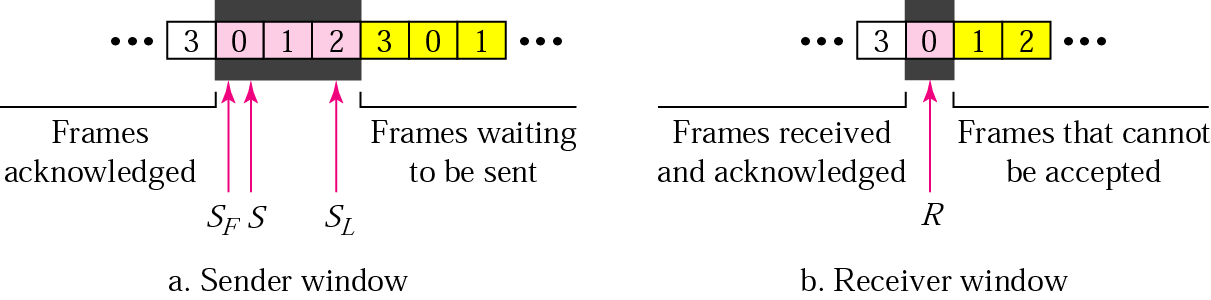 ••• 3 0 1 2 3 0 1 •••
Frames
acknowledged
Frames waiting
to be sent
S_F S S_L
a. Sender window
••• 3 0 1 2 •••
Frames received
and acknowledged
Frames that cannot
be accepted
R
b. Receiver window